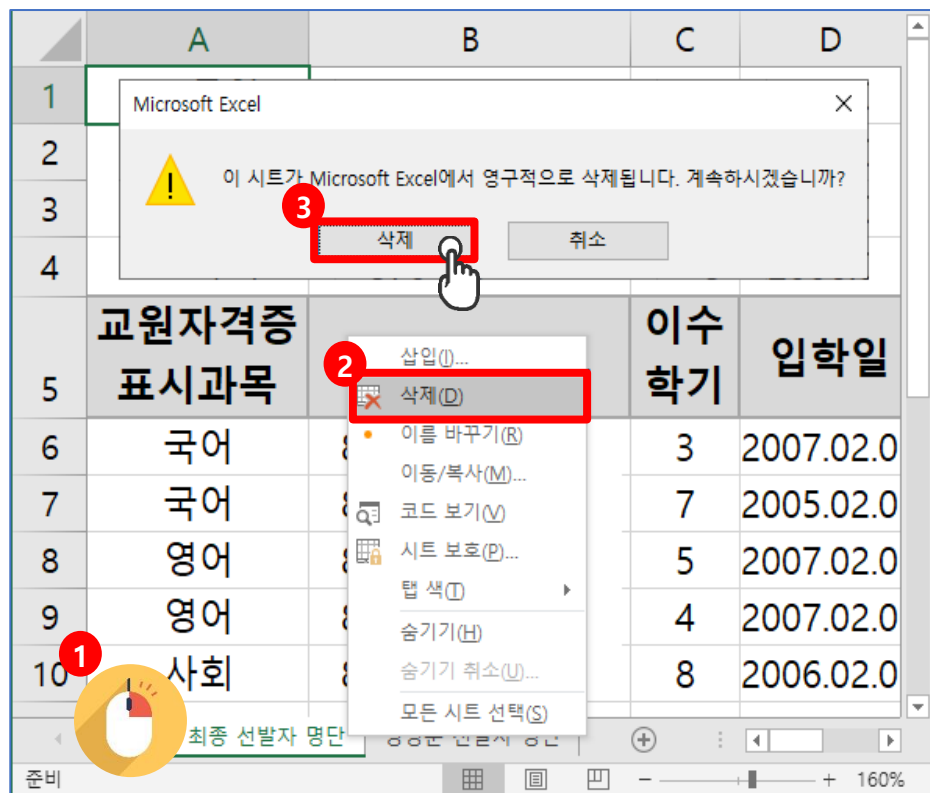 A B C D
1
Microsoft Excel
2
이 시트가 Microsoft Excel에서 영구적으로 삭제됩니다. 계속하시겠습니까?
3
3
삭제 취소
4
5 교원자격증 표시과목 이수 학기 입학일
2
삽입(I)...
삭제(D)
이름 바꾸기(R)
이동/복사(M)...
코드 보기(V)
시트 보호(P)...
탭 색(T)
숨기기(H)
숨기기 취소(U)...
모든 시트 선택(S)
6 국어 3 2007.02.0
7 국어 7 2005.02.0
8 영어 5 2007.02.0
9 영어 4 2007.02.0
10 사회 8 2006.02.0
1
최종 선발자 명단
준비 160%